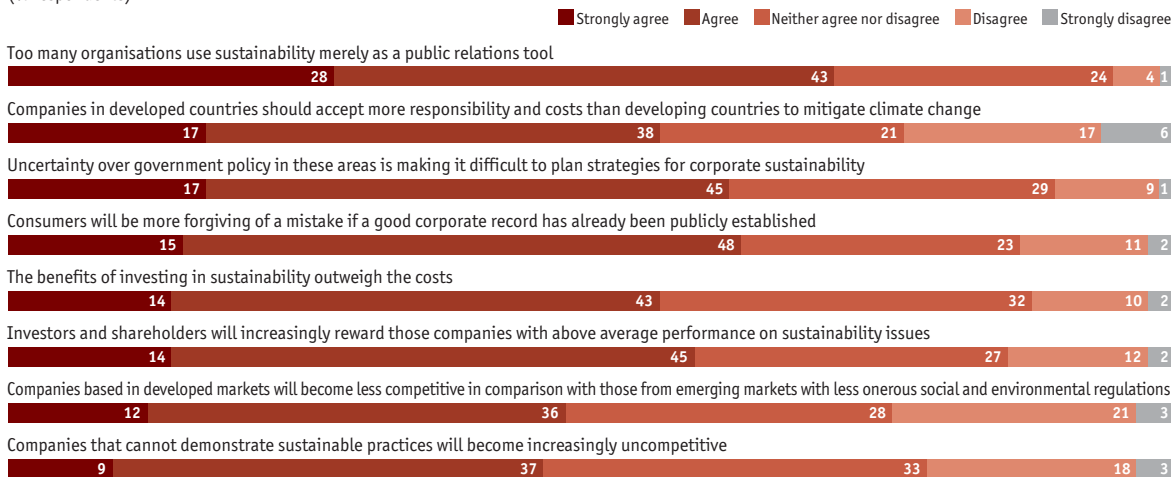 Strongly agree Agree Neither agree nor disagree Disagree Strongly disagree
Too many organisations use sustainability merely as a public relations tool
28 43 24 4 1
Companies in developed countries should accept more responsibility and costs than developing countries to mitigate climate change
17 38 21 17 6
Uncertainty over government policy in these areas is making it difficult to plan strategies for corporate sustainability
17 45 29 9 1
Consumers will be more forgiving of a mistake if a good corporate record has already been publicly established
15 48 23 11 2
The benefits of investing in sustainability outweigh the costs
14 43 32 10 2
Investors and shareholders will increasingly reward those companies with above average performance on sustainability issues
14 45 27 12 2
Companies based in developed markets will become less competitive in comparison with those from emerging markets with less onerous social and environmental regulations
12 36 28 21 3
Companies that cannot demonstrate sustainable practices will become increasingly uncompetitive
9 37 33 18 3